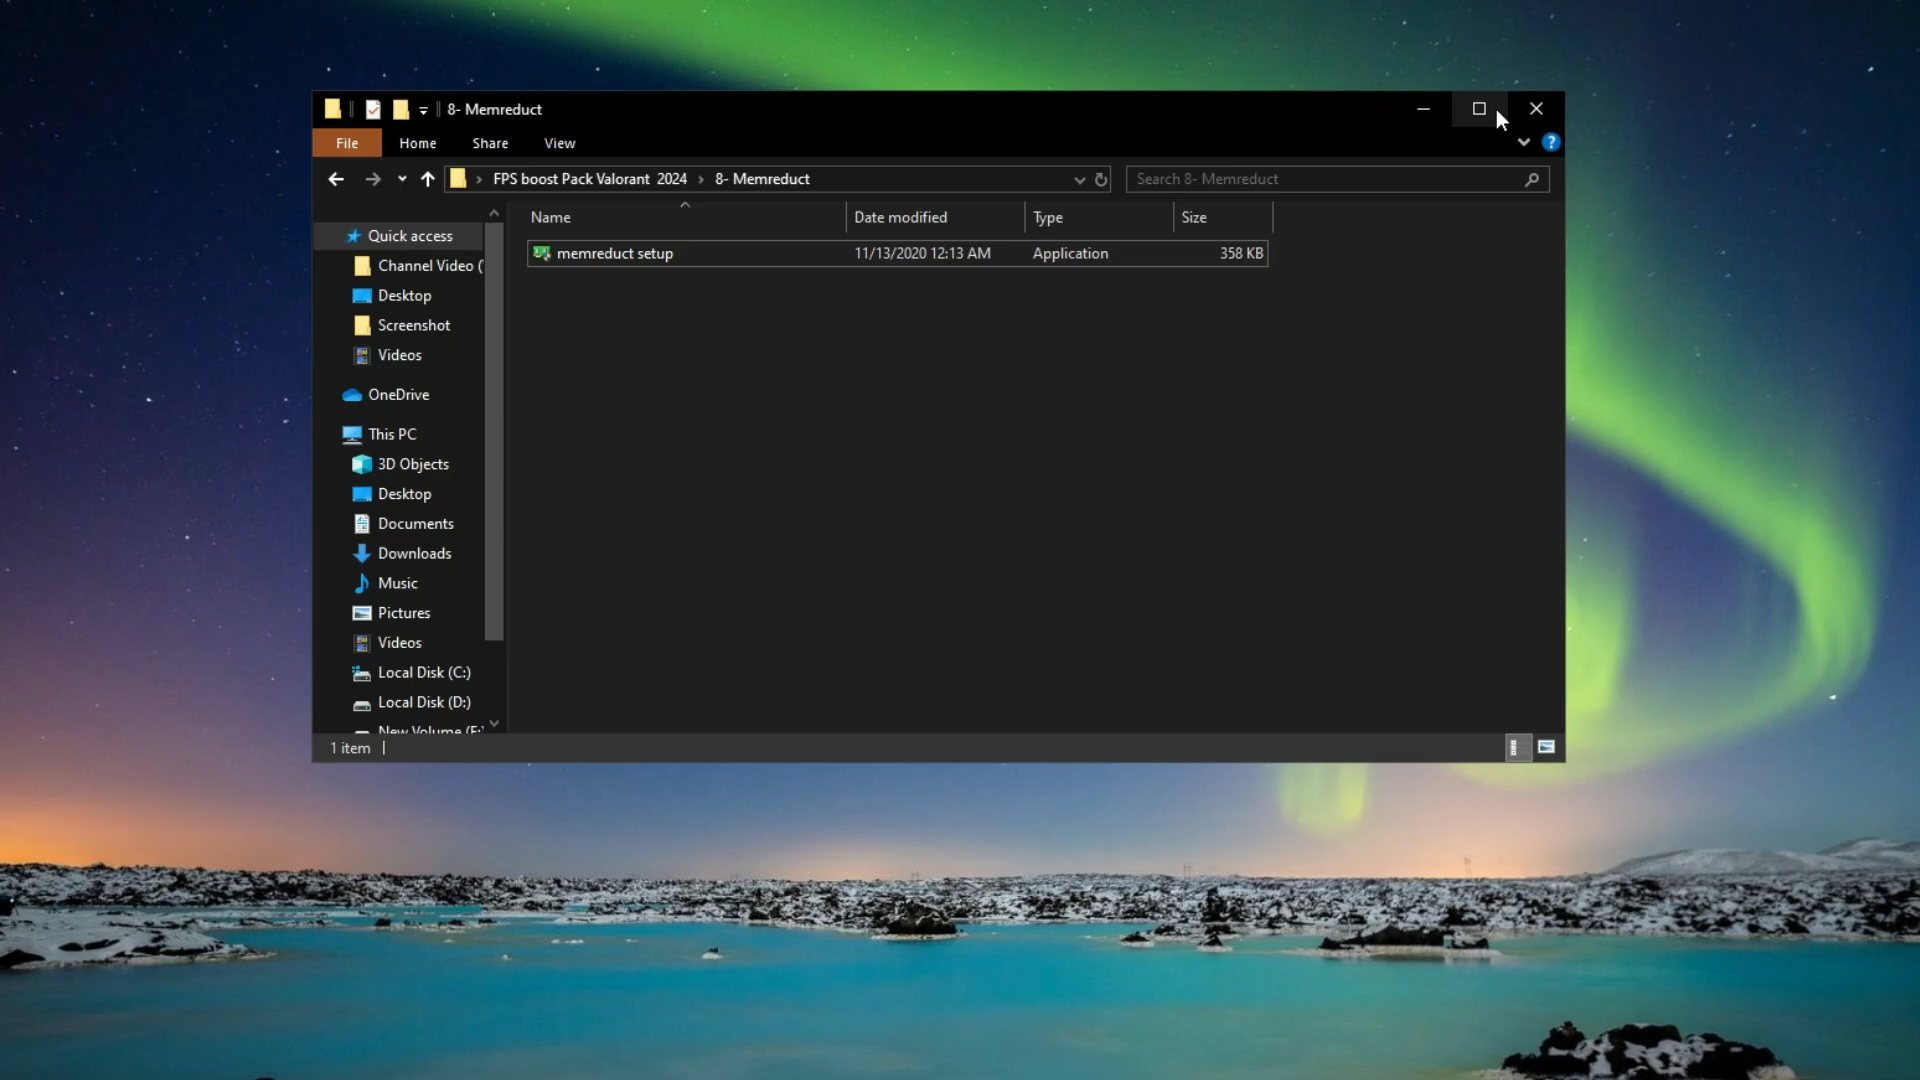 8- Memreduct
File Home Share View
FPS boost Pack Valorant 2024 › 8- Memreduct
Search 8- Memreduct
Name Date modified Type Size
memreduct setup 11/13/2020 12:13 AM Application 358 KB
Quick access
Channel Video (
Desktop
Screenshot
Videos
OneDrive
This PC
3D Objects
Desktop
Documents
Downloads
Music
Pictures
Videos
Local Disk (C:)
Local Disk (D:)
New Volume (E:
1 item